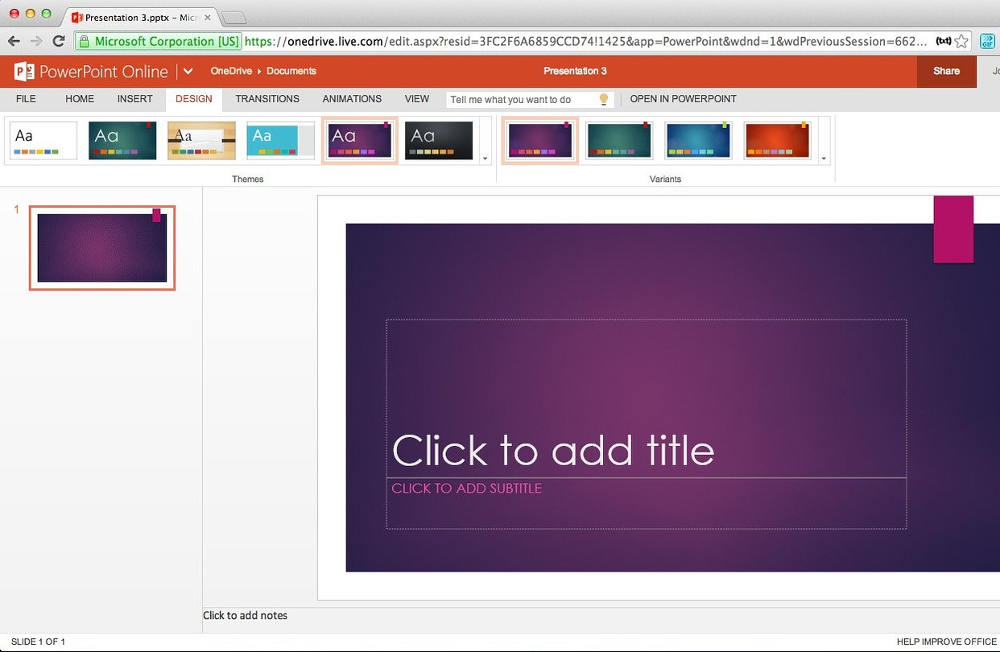 Presentation 3.pptx - Micr
Microsoft Corporation [US] https://onedrive.live.com/edit.aspx?resid=3FC2F6A6859CCD74!1425&app=PowerPoint&wdnd=1&wdPreviousSession=662... (txt) GIF
PowerPoint Online OneDrive Documents Presentation 3 Share
FILE HOME INSERT DESIGN TRANSITIONS ANIMATIONS VIEW Tell me what you want to do OPEN IN POWERPOINT
Aa Aa Aa Aa Aa Aa
Themes Variants
1
Click to add title
CLICK TO ADD SUBTITLE
Click to add notes
SLIDE 1 OF 1 HELP IMPROVE OFFICE